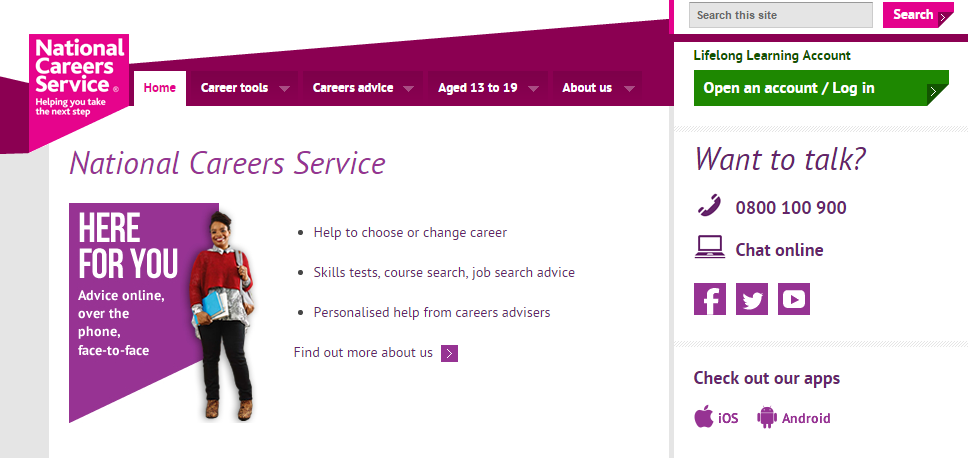 Search this site
Search
National
Careers
Service ®
Helping you take
the next step
Home
Career tools
Careers advice
Aged 13 to 19
About us
Lifelong Learning Account
Open an account / Log in
National Careers Service
HERE
FOR YOU
Advice online,
over the
phone,
face-to-face
Help to choose or change career
Skills tests, course search, job search advice
Personalised help from careers advisers
Find out more about us
Want to talk?
0800 100 900
Chat online
Check out our apps
iOS
Android